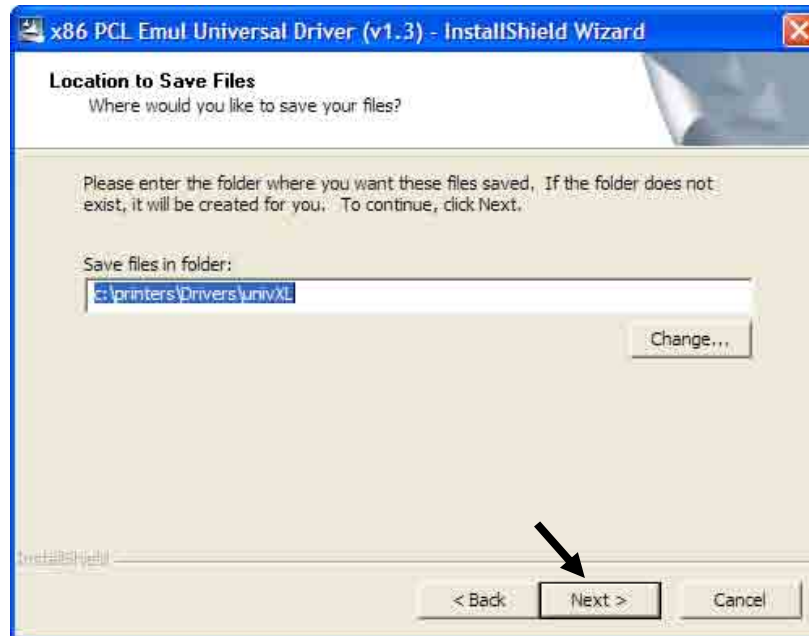 x86 PCL Emul Universal Driver (v1.3) - InstallShield Wizard
Location to Save Files
Where would you like to save your files?
Please enter the folder where you want these files saved. If the folder does not
exist, it will be created for you. To continue, click Next.
Save files in folder:
c:\printers\Drivers\univXL
Change...
InstallShield
< Back Next > Cancel